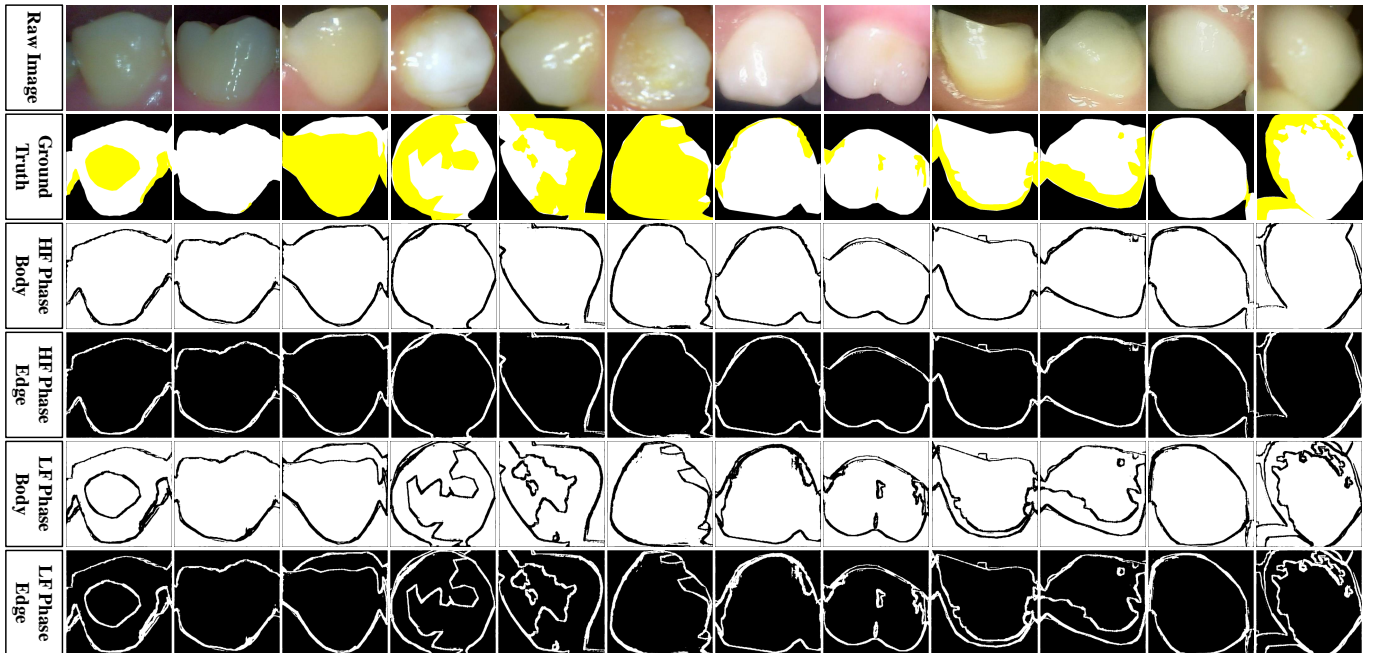 Raw Image
Ground
Truth
HF Phase
Body
HF Phase
Edge
LF Phase
Body
LF Phase
Edge